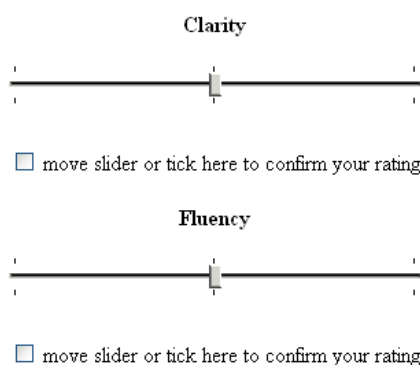 Clarity
move slider or tick here to confirm your rating
Fluency
move slider or tick here to confirm your rating